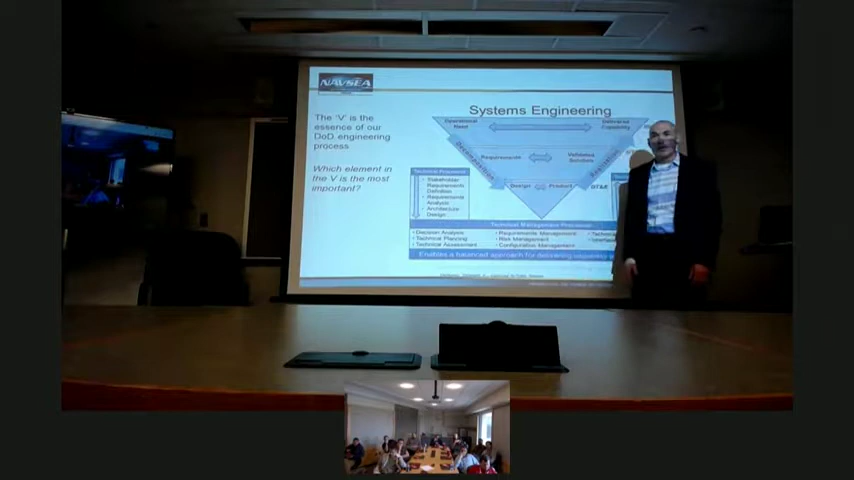 NAVSEA
The 'V' is the
essence of our
DoD engineering
process
Which element in
the V is the most
important?
Systems Engineering
Operational
Need
Delivered
Capability
Decomposition
Realization
Requirements
Validated
Solution
Design
Product
DT&E
Technical Processes
• Stakeholder
Requirements
Definition
• Requirements
Analysis
• Architecture
Design
Technical Management Processes
• Decision Analysis
• Technical Planning
• Technical Assessment
• Requirements Management
• Risk Management
• Configuration Management
Enables a balanced approach for delivering